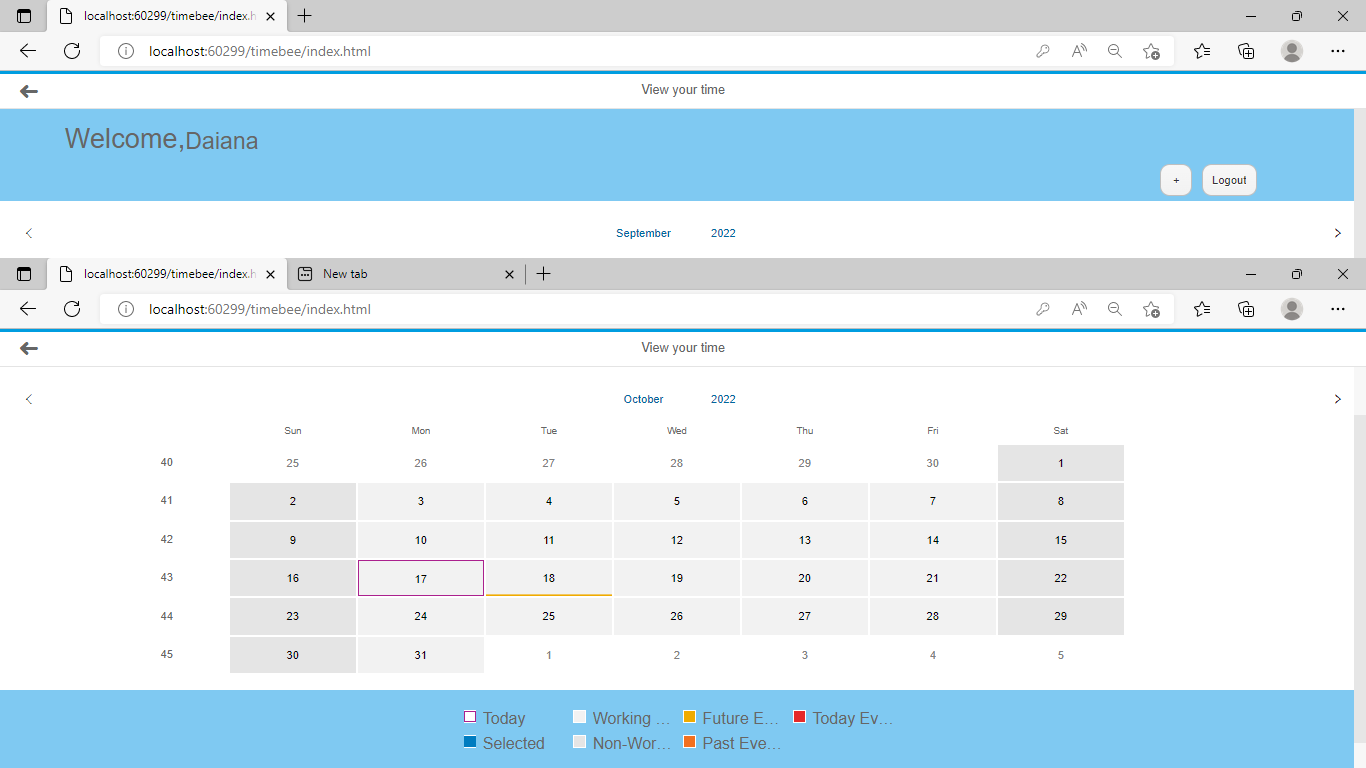 localhost:60299/timebee/index.h
localhost:60299/timebee/index.html
View your time
Welcome,Daiana
+ Logout
September 2022
localhost:60299/timebee/index.h New tab
localhost:60299/timebee/index.html
View your time
October 2022
Sun Mon Tue Wed Thu Fri Sat
40 25 26 27 28 29 30 1
41 2 3 4 5 6 7 8
42 9 10 11 12 13 14 15
43 16 17 18 19 20 21 22
44 23 24 25 26 27 28 29
45 30 31 1 2 3 4 5
Today Working ... Future E... Today Ev...
Selected Non-Wor... Past Eve...